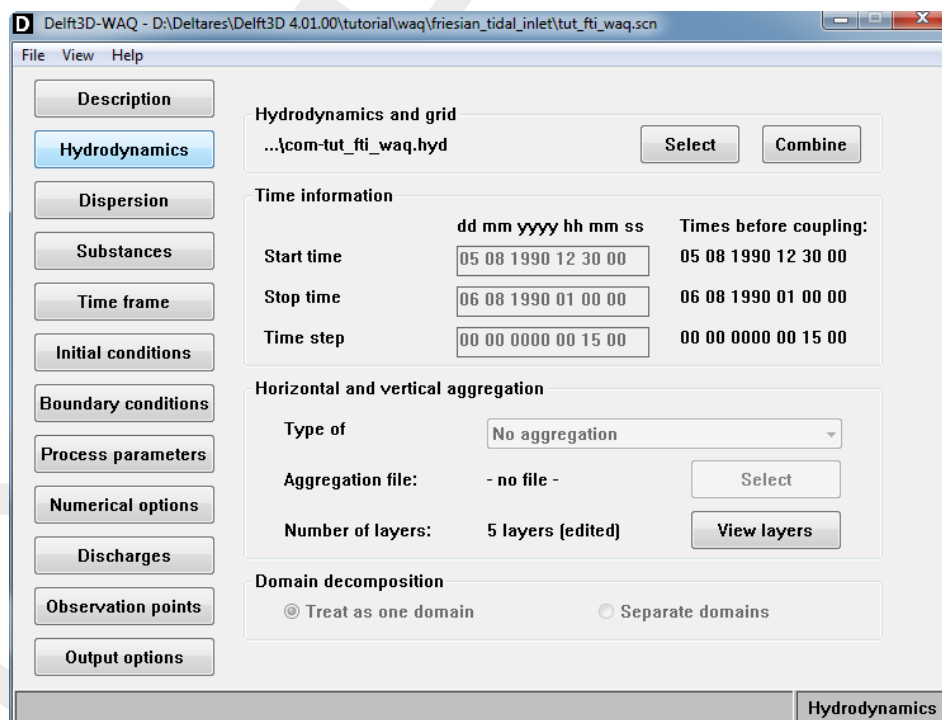 D Delft3D-WAQ - D:\Deltares\Delft3D 4.01.00\tutorial\waq\friesian_tidal_inlet\tut_fti_waq.scn
File View Help
Description
Hydrodynamics
Dispersion
Substances
Time frame
Initial conditions
Boundary conditions
Process parameters
Numerical options
Discharges
Observation points
Output options
Hydrodynamics and grid
...\com-tut_fti_waq.hyd Select Combine
Time information
dd mm yyyy hh mm ss Times before coupling:
Start time 05 08 1990 12 30 00 05 08 1990 12 30 00
Stop time 06 08 1990 01 00 00 06 08 1990 01 00 00
Time step 00 00 0000 00 15 00 00 00 0000 00 15 00
Horizontal and vertical aggregation
Type of No aggregation
Aggregation file: - no file - Select
Number of layers: 5 layers (edited) View layers
Domain decomposition
Treat as one domain Separate domains
Hydrodynamics